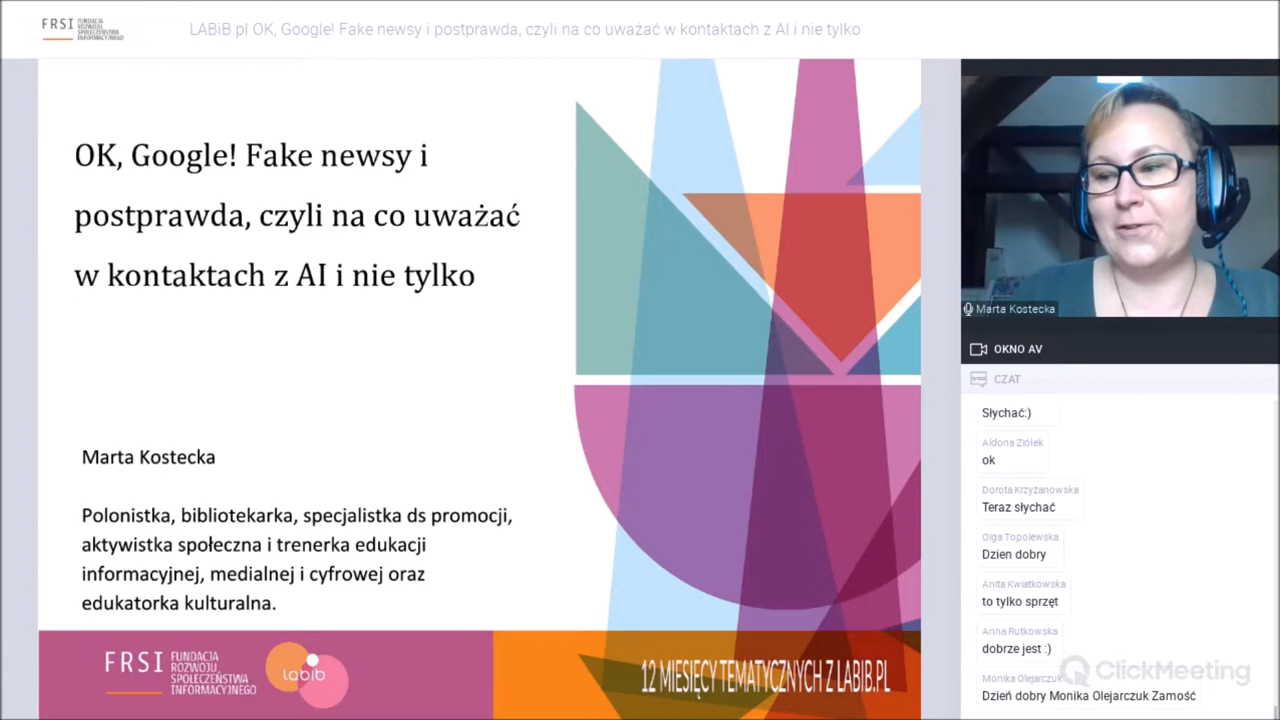 FRSI FUNDACJA
ROZWOJU
SPOŁECZEŃSTWA
INFORMACYJNEGO
LABiB.pl OK, Google! Fake newsy i postprawda, czyli na co uważać w kontaktach z AI i nie tylko
OK, Google! Fake newsy i
postprawda, czyli na co uważać
w kontaktach z AI i nie tylko
Marta Kostecka
Polonistka, bibliotekarka, specjalistka ds promocji,
aktywistka społeczna i trenerka edukacji
informacyjnej, medialnej i cyfrowej oraz
edukatorka kulturalna.
FRSI FUNDACJA
ROZWOJU
SPOŁECZEŃSTWA
INFORMACYJNEGO
labib
12 MIESIĘCY TEMATYCZNYCH Z LABIB.PL
Marta Kostecka
OKNO AV
CZAT
Słychać:)
Aldona Ziółek
ok
Dorota Krzyżanowska
Teraz słychać
Olga Topolewska
Dzien dobry
Anita Kwiatkowska
to tylko sprzęt
Anna Rutkowska
dobrze jest :)
Monika Olejarczuk
Dzień dobry Monika Olejarczuk Zamość
ClickMeeting